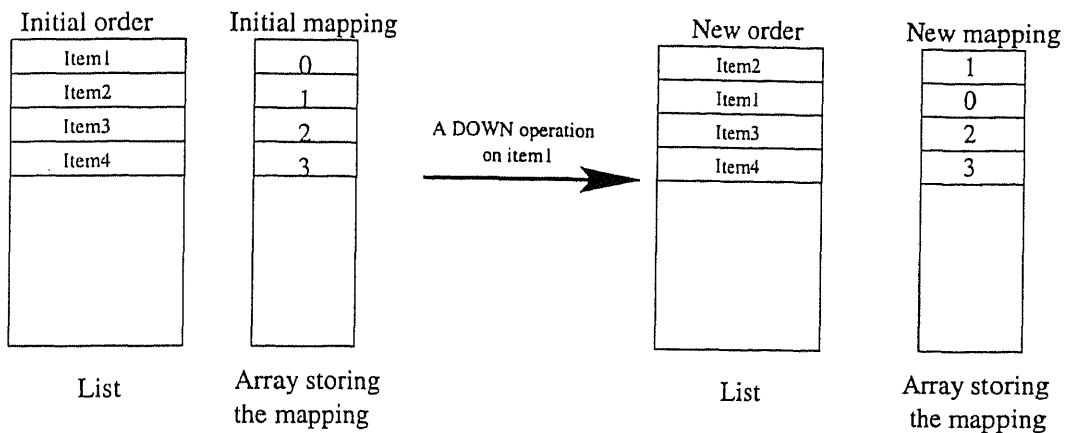 Initial order
Item1
Item2
Item3
Item4
List
Initial mapping
0
1
2
3
Array storing
the mapping
A DOWN operation
on item1
New order
Item2
Item1
Item3
Item4
List
New mapping
1
0
2
3
Array storing
the mapping